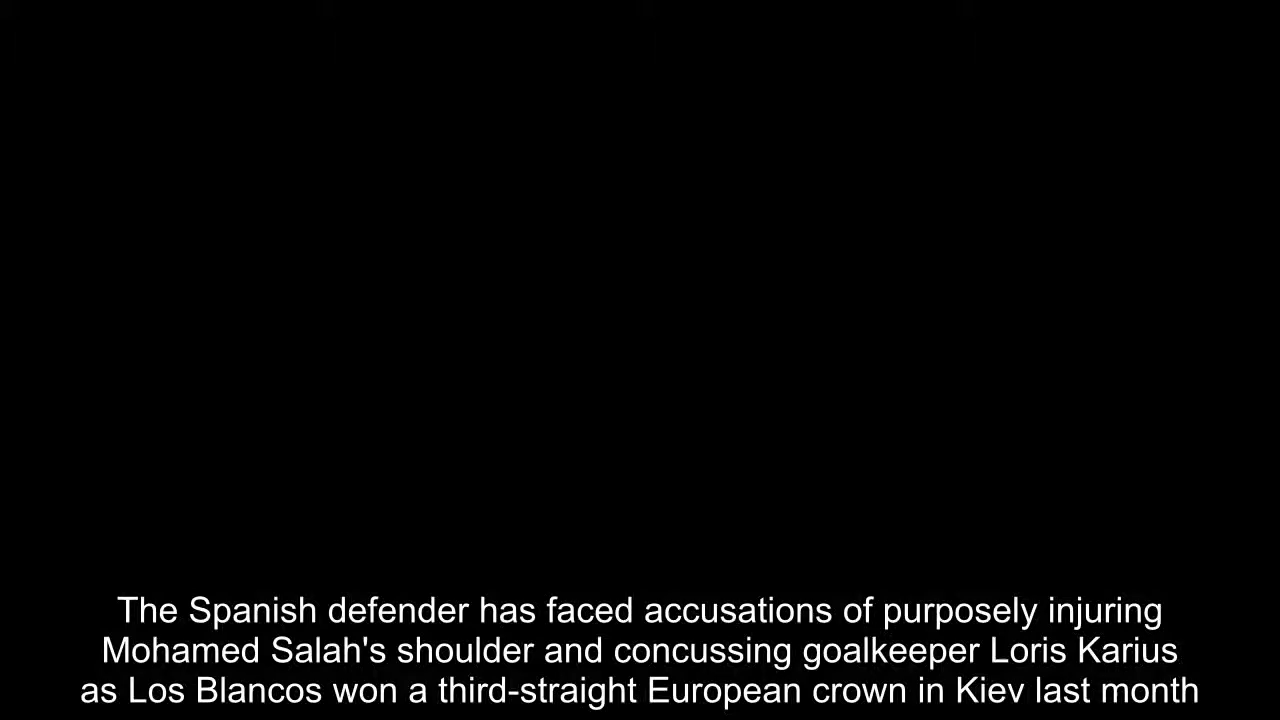 The Spanish defender has faced accusations of purposely injuring
Mohamed Salah's shoulder and concussing goalkeeper Loris Karius
as Los Blancos won a third-straight European crown in Kiev last month